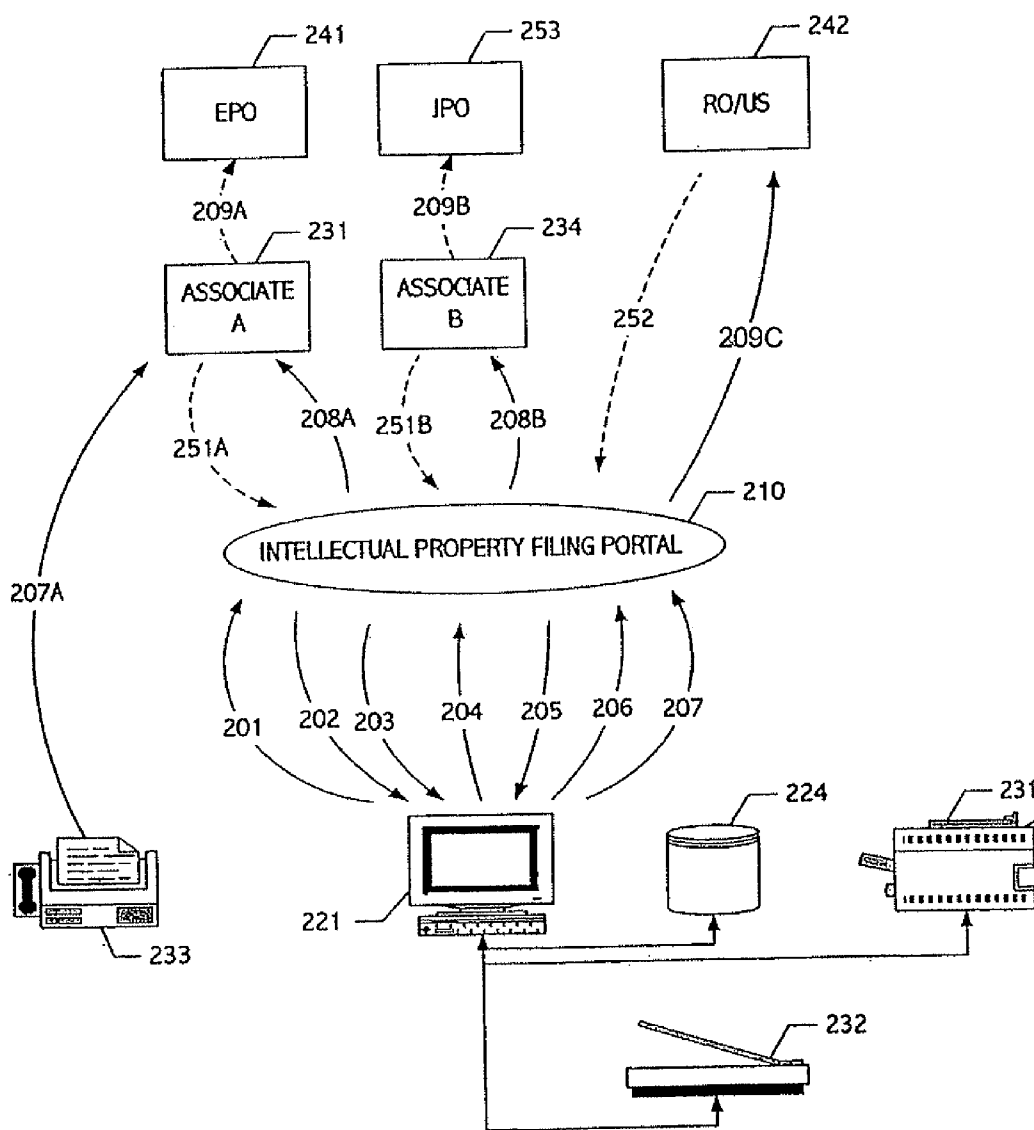 241
253
242
EPO
JPO
RO/US
209A
209B
231
234
ASSOCIATE
A
ASSOCIATE
B
252
209C
251A
208A
251B
208B
210
INTELLECTUAL PROPERTY FILING PORTAL
207A
201
202
203
204
205
206
207
224
231
221
233
232